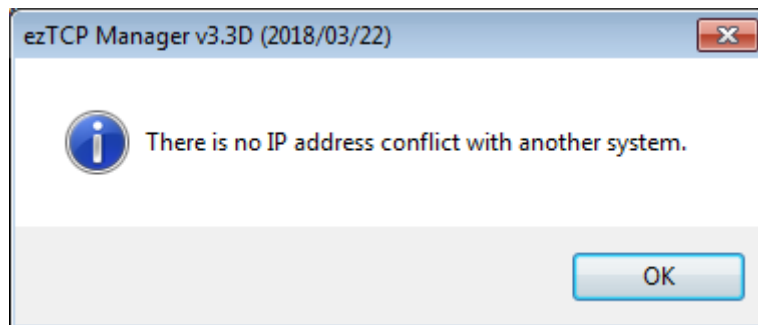 ezTCP Manager v3.3D (2018/03/22)
There is no IP address conflict with another system.
OK